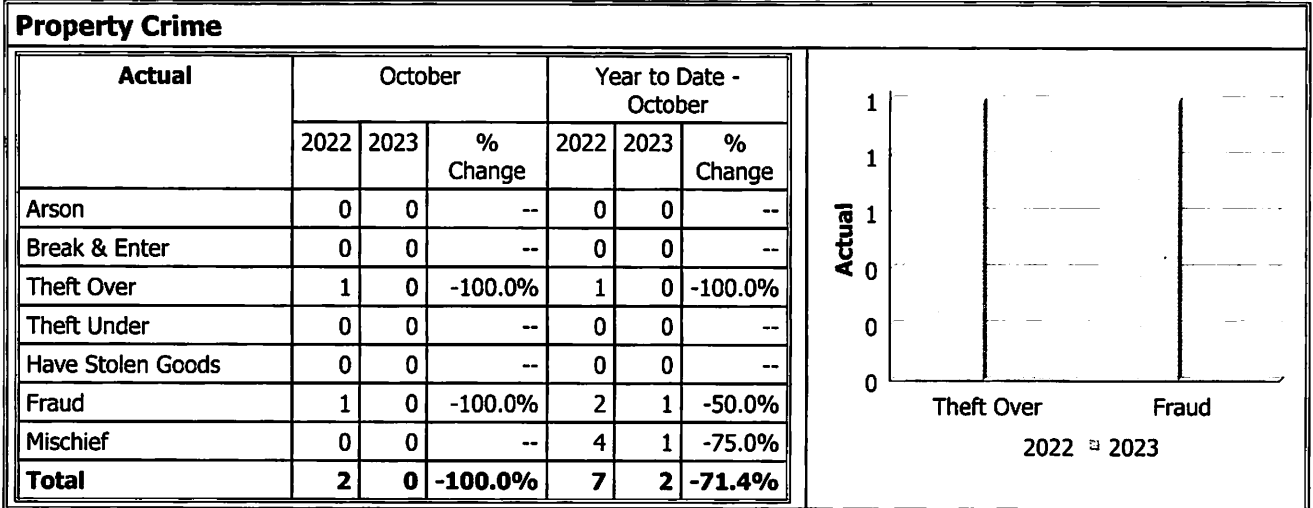 Property Crime
Actual October Year to Date -
October
2022 2023 % Change 2022 2023 % Change
Arson 0 0 -- 0 0 --
Break & Enter 0 0 -- 0 0 --
Theft Over 1 0 -100.0% 1 0 -100.0%
Theft Under 0 0 -- 0 0 --
Have Stolen Goods 0 0 -- 0 0 --
Fraud 1 0 -100.0% 2 1 -50.0%
Mischief 0 0 -- 4 1 -75.0%
Total 2 0 -100.0% 7 2 -71.4%
Actual
1
1
1
0
0
0
Theft Over Fraud
2022 2023